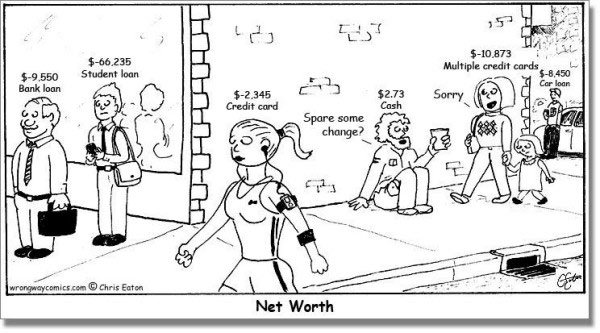 $-9,550
Bank loan
$-66,235
Student loan
$-2,345
Credit card
Spare some
change?
$2.73
Cash
Sorry
$-10,873
Multiple credit cards
$-8,450
Car loan
wrongwaycomics.com © Chris Eaton
Net Worth